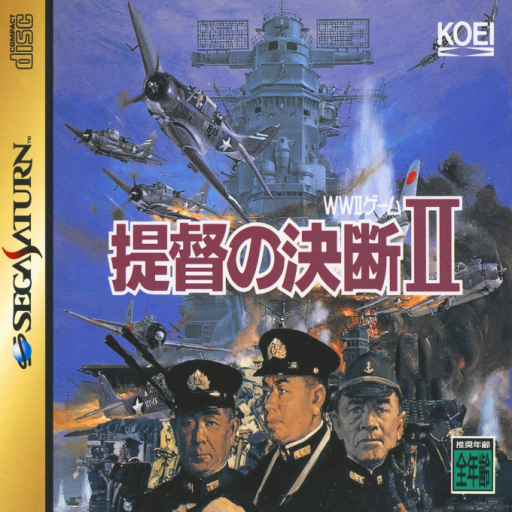 COMPACT
disc
SEGA SATURN™
KOEI
WWIIゲーム
提督の決断II
推奨年齢
全年齢